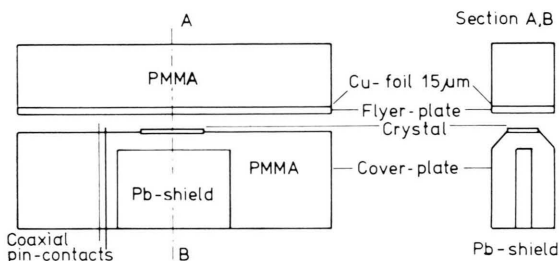 A
Section A,B
PMMA
Cu-foil 15µm
Flyer-plate
Crystal
PMMA
Cover-plate
Pb-shield
Coaxial
pin-contacts
B
Pb-shield